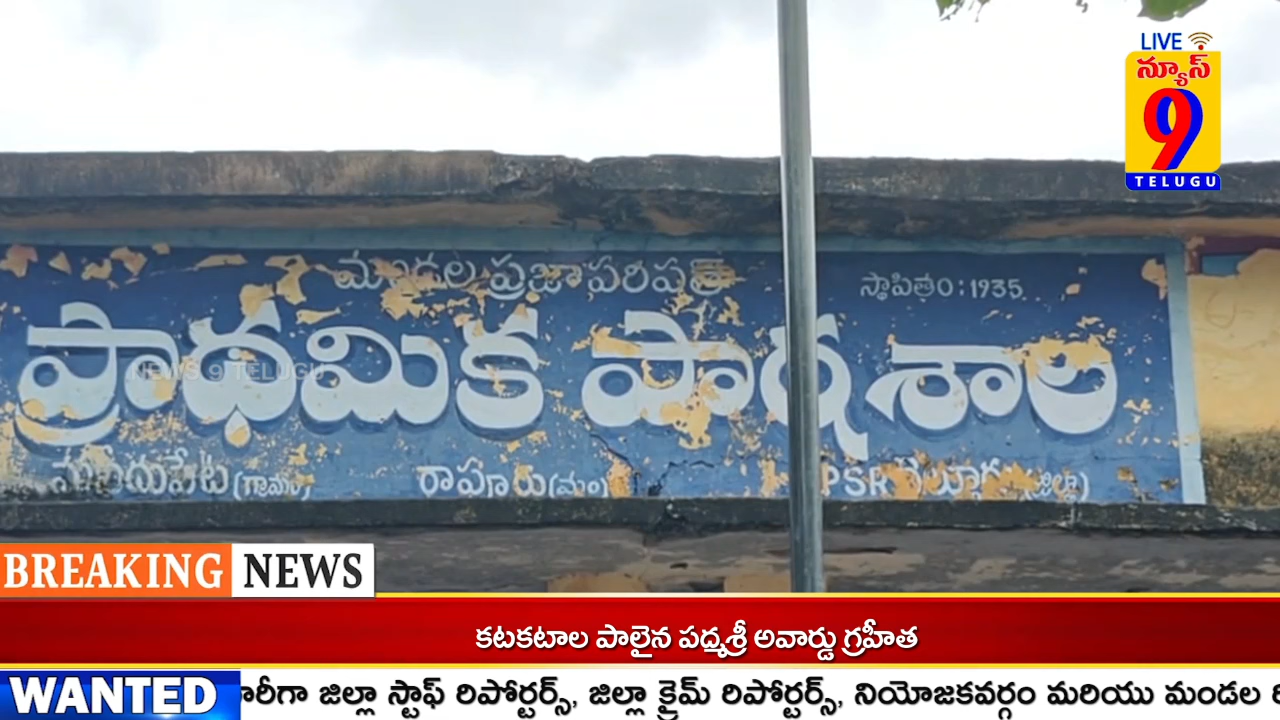 LIVE
న్యూస్
9
TELUGU
మండల ప్రజా పరిషత్
స్థాపితం : 1935
ప్రాథమిక పాఠశాల
NEWS 9 TELUGU
(గ్రామం) రాపూరు (మం) PSR నెల్లూరు (జిల్లా)
BREAKING NEWS
కటకటాల పాలైన పద్మశ్రీ అవార్డు గ్రహీత
WANTED జిల్లా స్టాఫ్ రిపోర్టర్స్, జిల్లా క్రైమ్ రిపోర్టర్స్, నియోజకవర్గం మరియు మండల